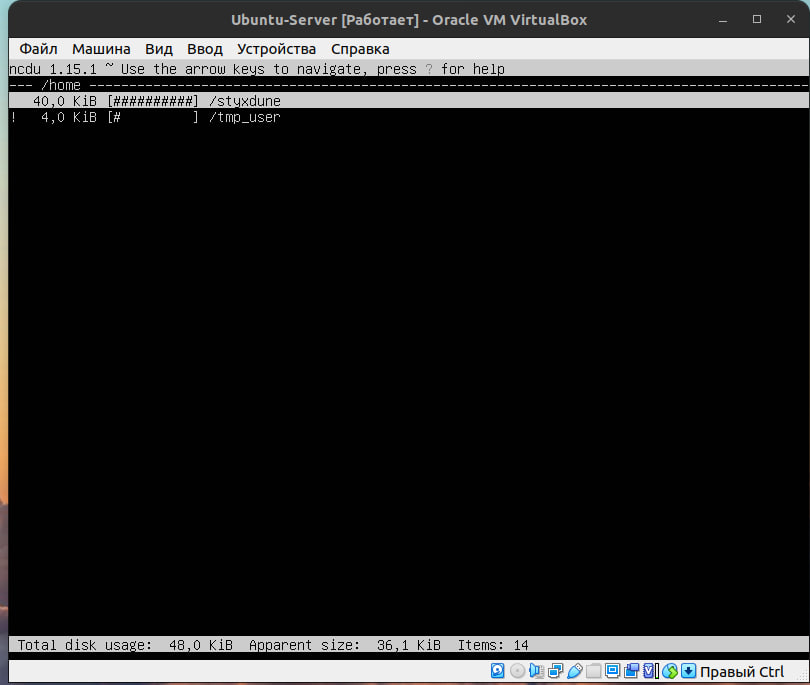 Ubuntu-Server [Работает] - Oracle VM VirtualBox
Файл Машина Вид Ввод Устройства Справка
ncdu 1.15.1 ~ Use the arrow keys to navigate, press ? for help
--- /home ---
40,0 KiB [##########] /styxdune
! 4,0 KiB [# ] /tmp_user
Total disk usage: 48,0 KiB Apparent size: 36,1 KiB Items: 14
Правый Ctrl